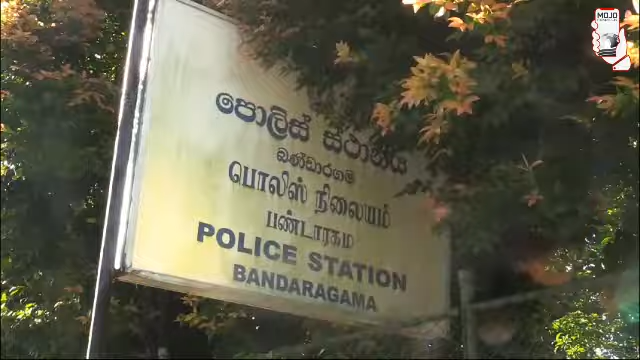 MOJO
පොලිස් ස්ථානය
බණ්ඩාරගම
பொலிஸ் நிலையம்
பண்டாரகம
POLICE STATION
BANDARAGAMA